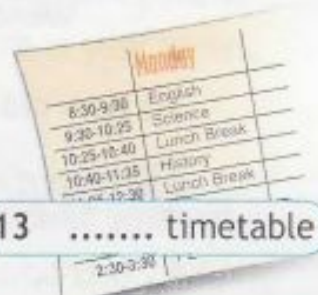 Monday
8:30-9:30 English
9:30-10:25 Science
10:25-10:40 Lunch Break
10:40-11:35 History
Lunch Break
13 ....... timetable
2:30-3:30